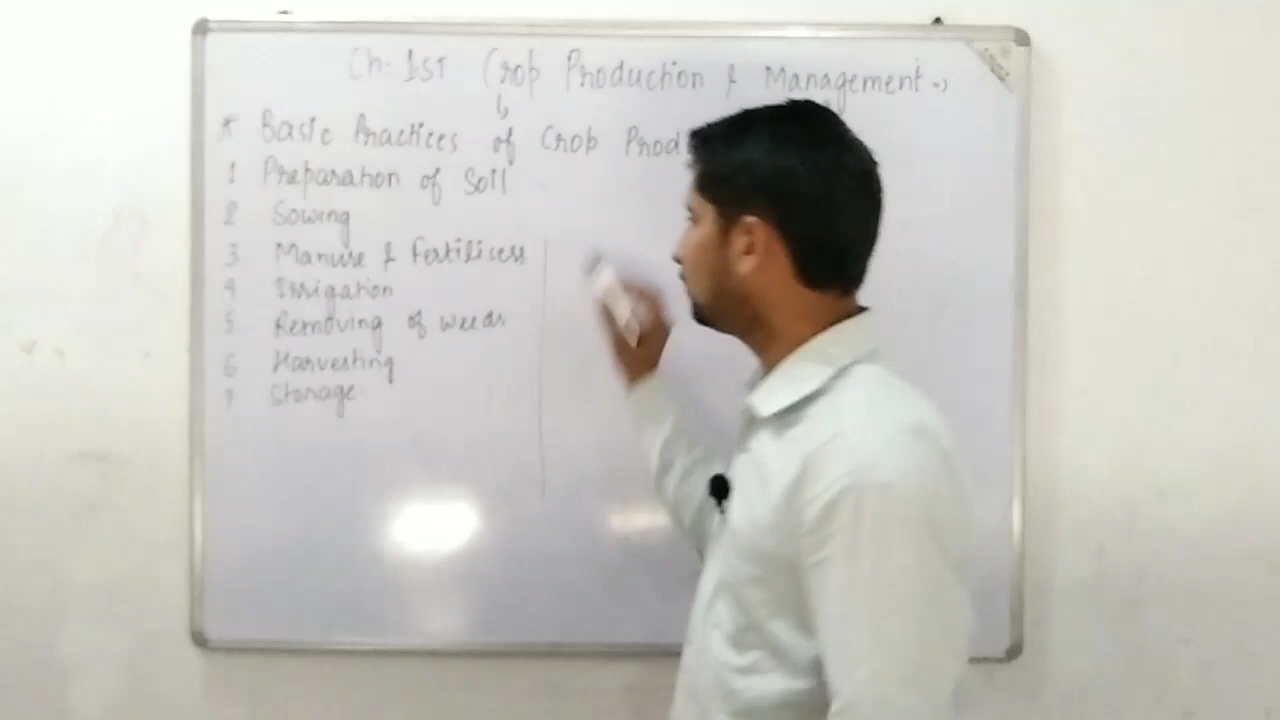 Ch. 1st Crop Production & Management :-
* Basic Practices of Crop Prod
1 Preparation of Soil
2 Sowing
3 Manure & Fertilizers
4 Irrigation
5. Removing of weeds
6 Harvesting
7 Storage